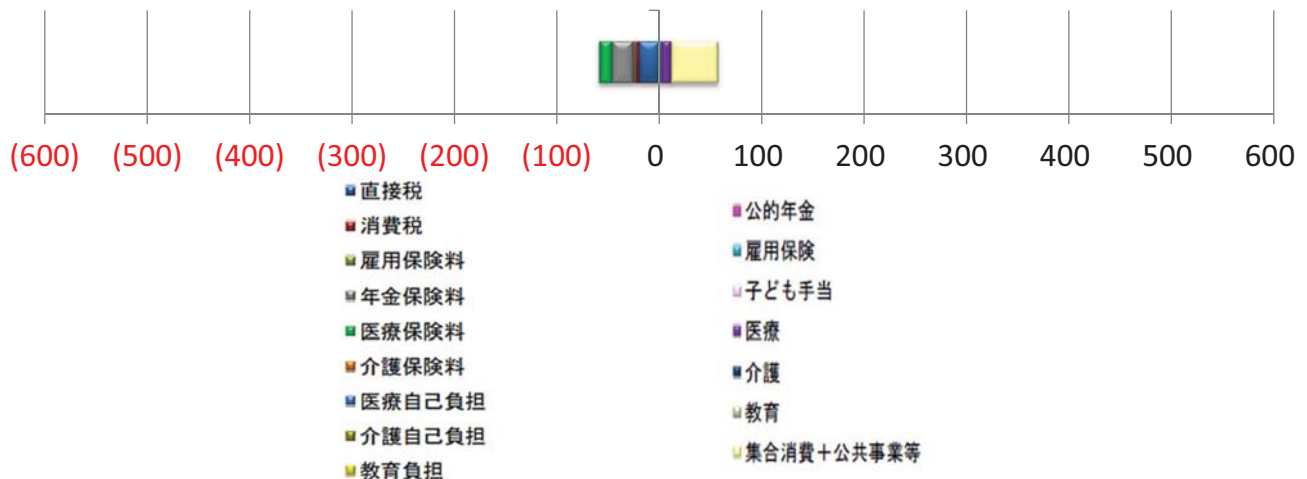 (600) (500) (400) (300) (200) (100) 0 100 200 300 400 500 600
直接税
消費税
雇用保険料
年金保険料
医療保険料
介護保険料
医療自己負担
介護自己負担
教育負担
公的年金
雇用保険
子ども手当
医療
介護
教育
集合消費＋公共事業等